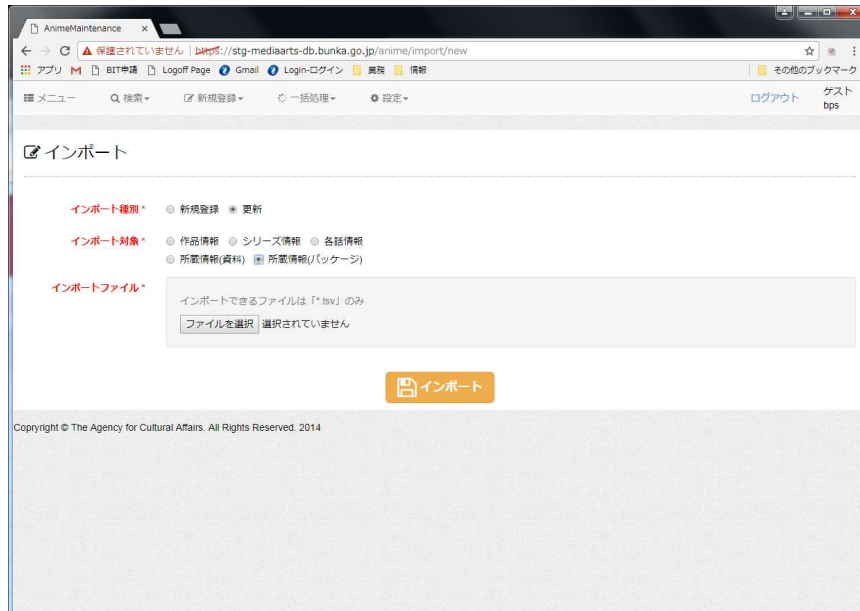 AnimeMaintenance ×
保護されていません | https://stg-mediaarts-db.bunka.go.jp/anime/import/new
アプリ BIT申請 Logoff Page Gmail Login-ログイン 業務 情報 その他のブックマーク
メニュー 検索 新規登録 一括処理 設定 ログアウト ゲスト
bps
インポート
インポート種別 * 新規登録 更新
インポート対象 * 作品情報 シリーズ情報 各話情報
所蔵情報(資料) 所蔵情報(パッケージ)
インポートファイル *
インポートできるファイルは「*.tsv」のみ
ファイルを選択 選択されていません
インポート
Copryright © The Agency for Cultural Affairs. All Rights Reserved. 2014